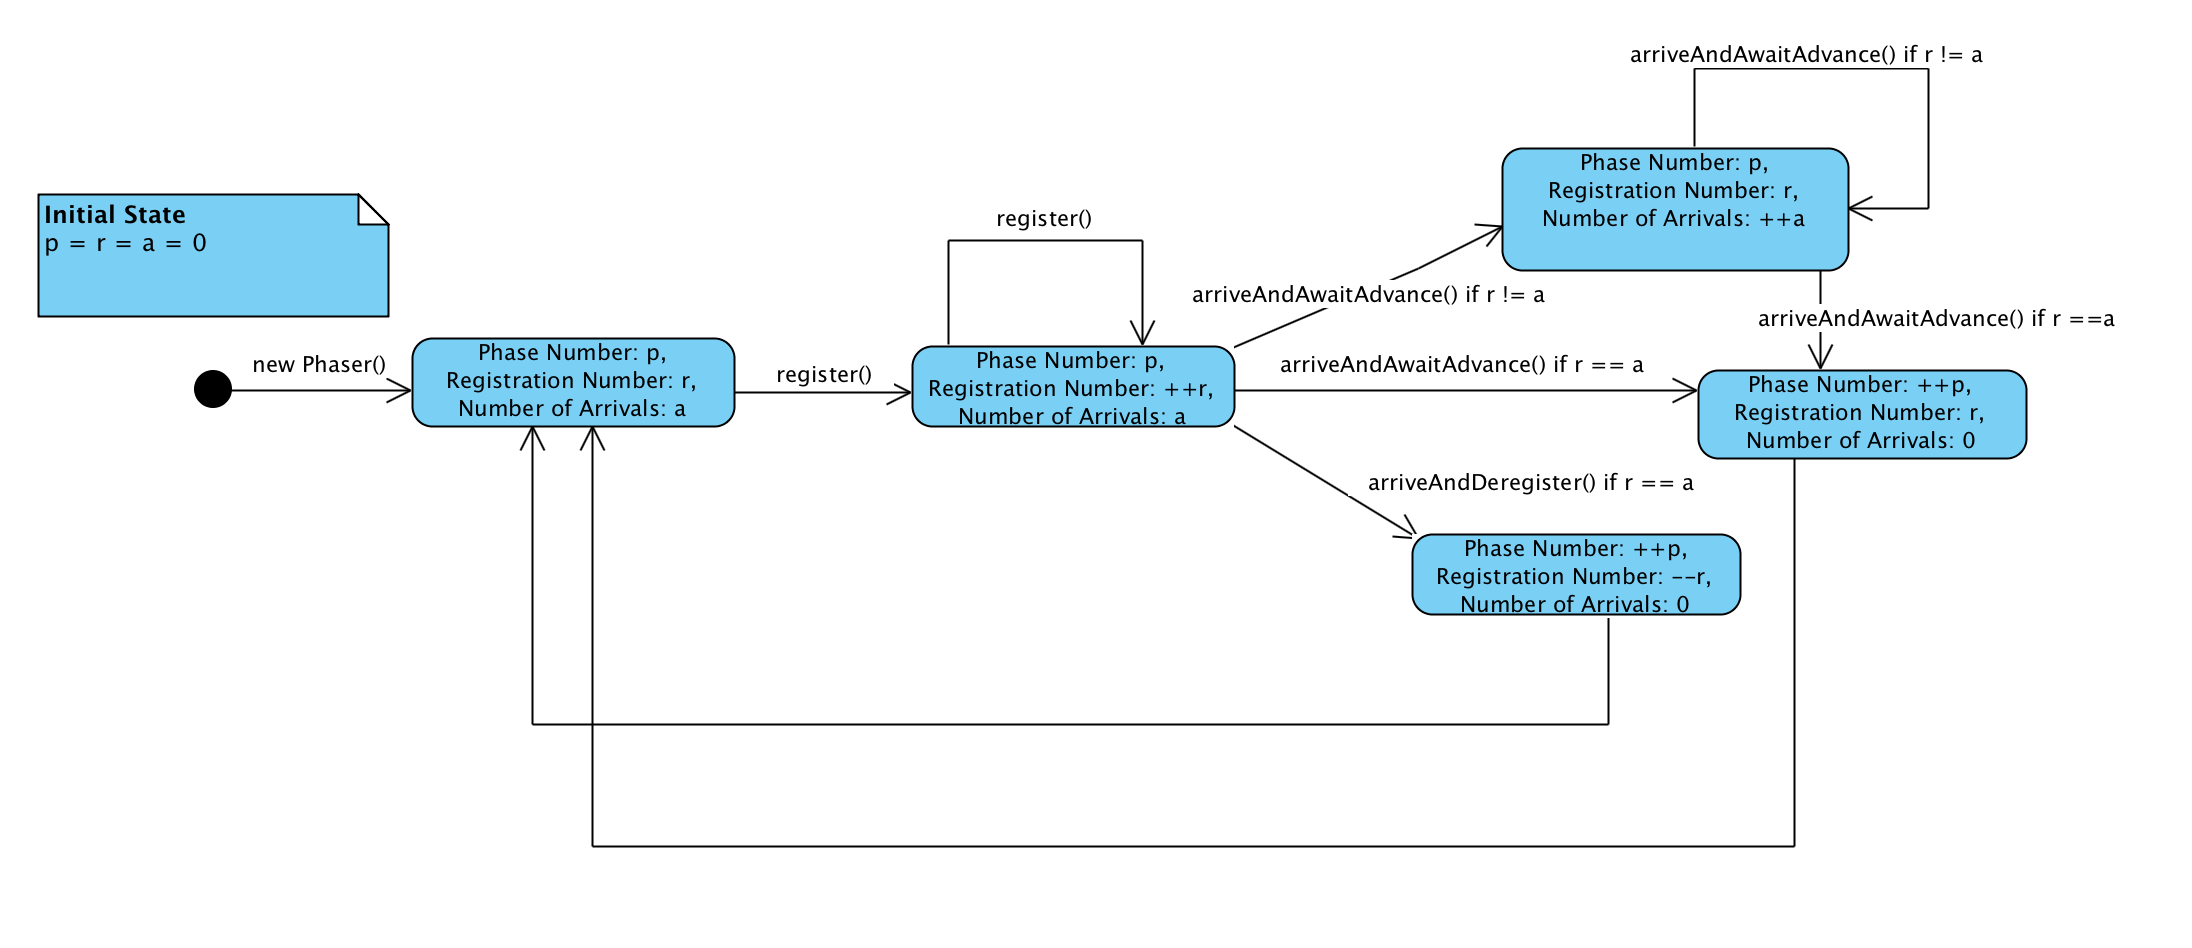 arriveAndAwaitAdvance() if r != a
Phase Number: p,
Registration Number: r,
Number of Arrivals: ++a
Initial State
p = r = a = 0
register()
arriveAndAwaitAdvance() if r != a
arriveAndAwaitAdvance() if r ==a
new Phaser()
Phase Number: p,
Registration Number: r,
Number of Arrivals: a
register()
Phase Number: p,
Registration Number: ++r,
Number of Arrivals: a
arriveAndAwaitAdvance() if r == a
Phase Number: ++p,
Registration Number: r,
Number of Arrivals: 0
arriveAndDeregister() if r == a
Phase Number: ++p,
Registration Number: --r,
Number of Arrivals: 0